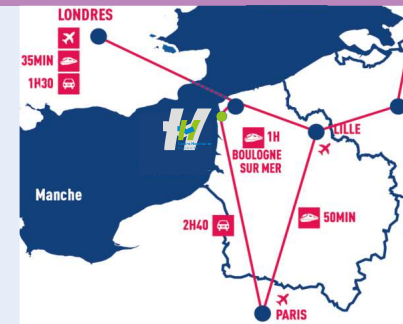 LONDRES
35MIN
1H30
1H
BOULOGNE
SUR MER
LILLE
Manche
2H40
50MIN
PARIS